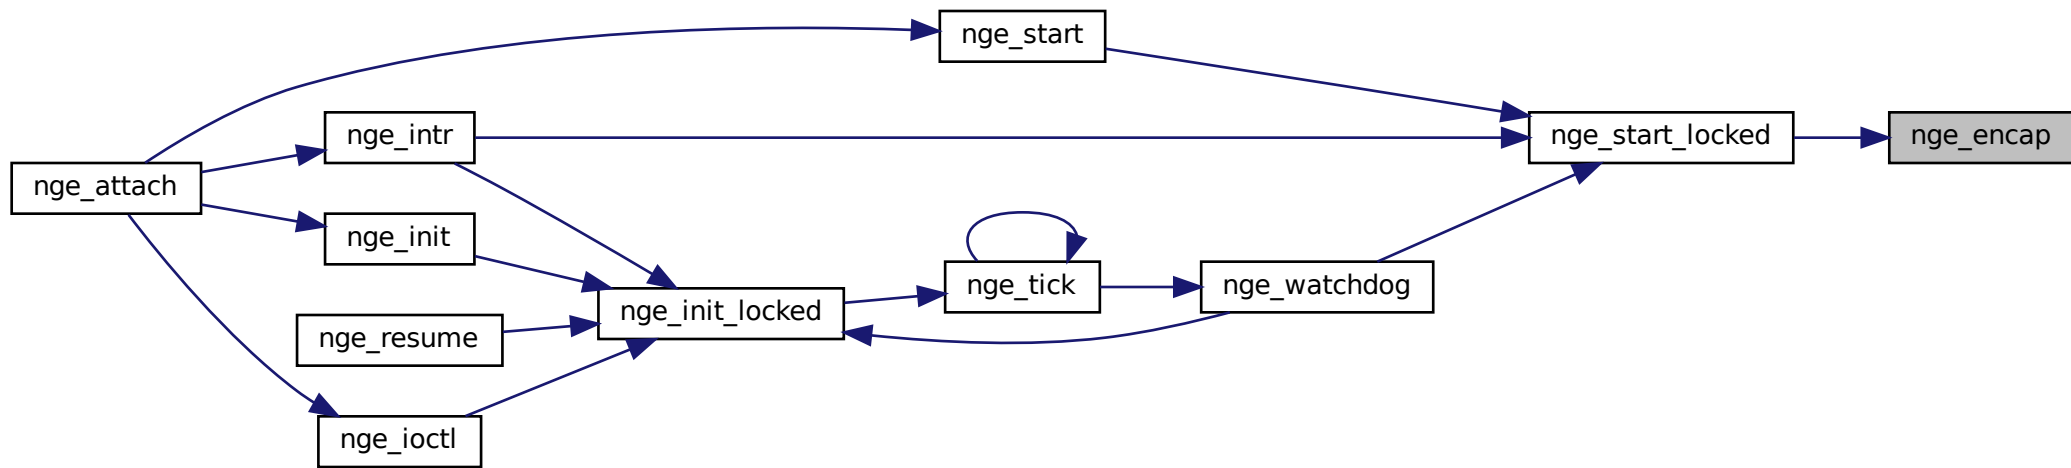 nge_start
nge_intr
nge_start_locked
nge_encap
nge_attach
nge_init
nge_tick
nge_watchdog
nge_init_locked
nge_resume
nge_ioctl